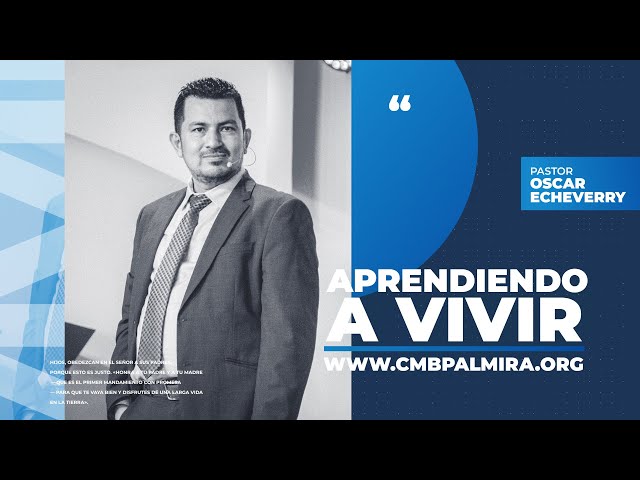 “
PASTOR
OSCAR
ECHEVERRY
APRENDIENDO
A VIVIR
WWW.CMBPALMIRA.ORG
HIJOS, OBEDEZCAN EN EL SEÑOR A SUS PADRES,
PORQUE ESTO ES JUSTO. «HONRA A TU PADRE Y A TU MADRE
—QUE ES EL PRIMER MANDAMIENTO CON PROMESA
— PARA QUE TE VAYA BIEN Y DISFRUTES DE UNA LARGA VIDA
EN LA TIERRA».